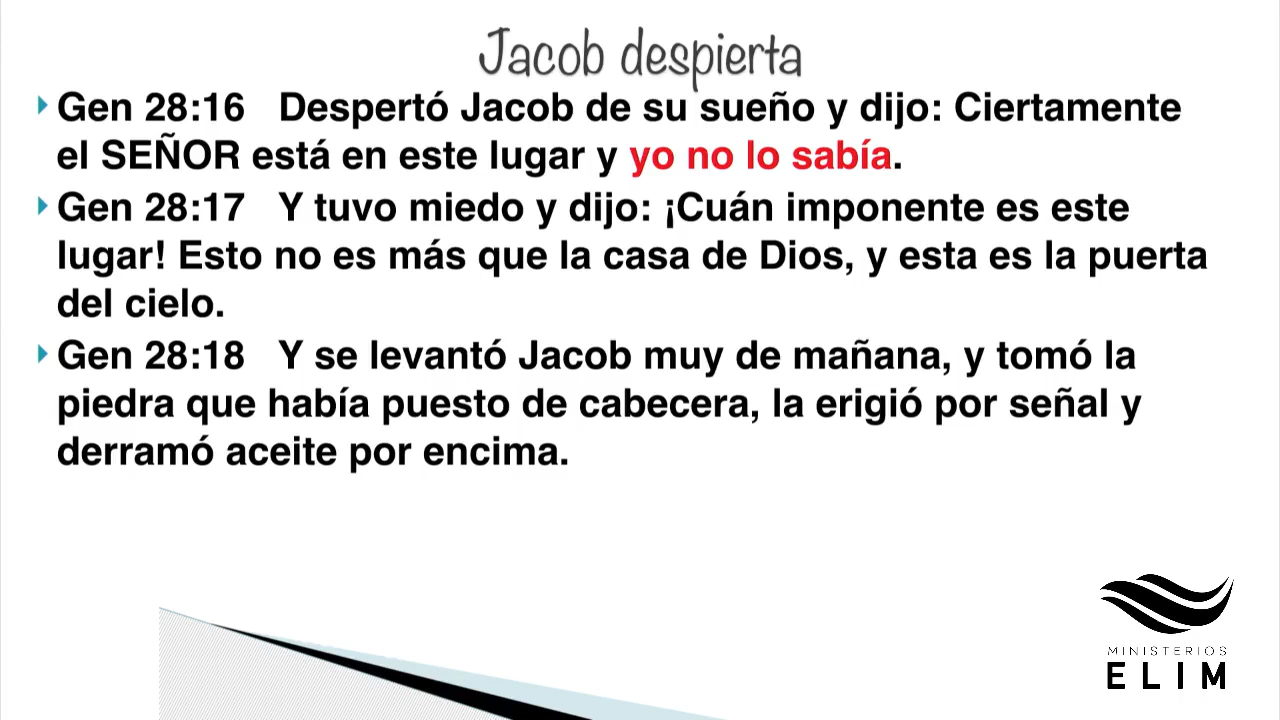 Jacob despierta
Gen 28:16 Despertó Jacob de su sueño y dijo: Ciertamente
el SEÑOR está en este lugar y yo no lo sabía.
Gen 28:17 Y tuvo miedo y dijo: ¡Cuán imponente es este
lugar! Esto no es más que la casa de Dios, y esta es la puerta
del cielo.
Gen 28:18 Y se levantó Jacob muy de mañana, y tomó la
piedra que había puesto de cabecera, la erigió por señal y
derramó aceite por encima.
MINISTERIOS
ELIM